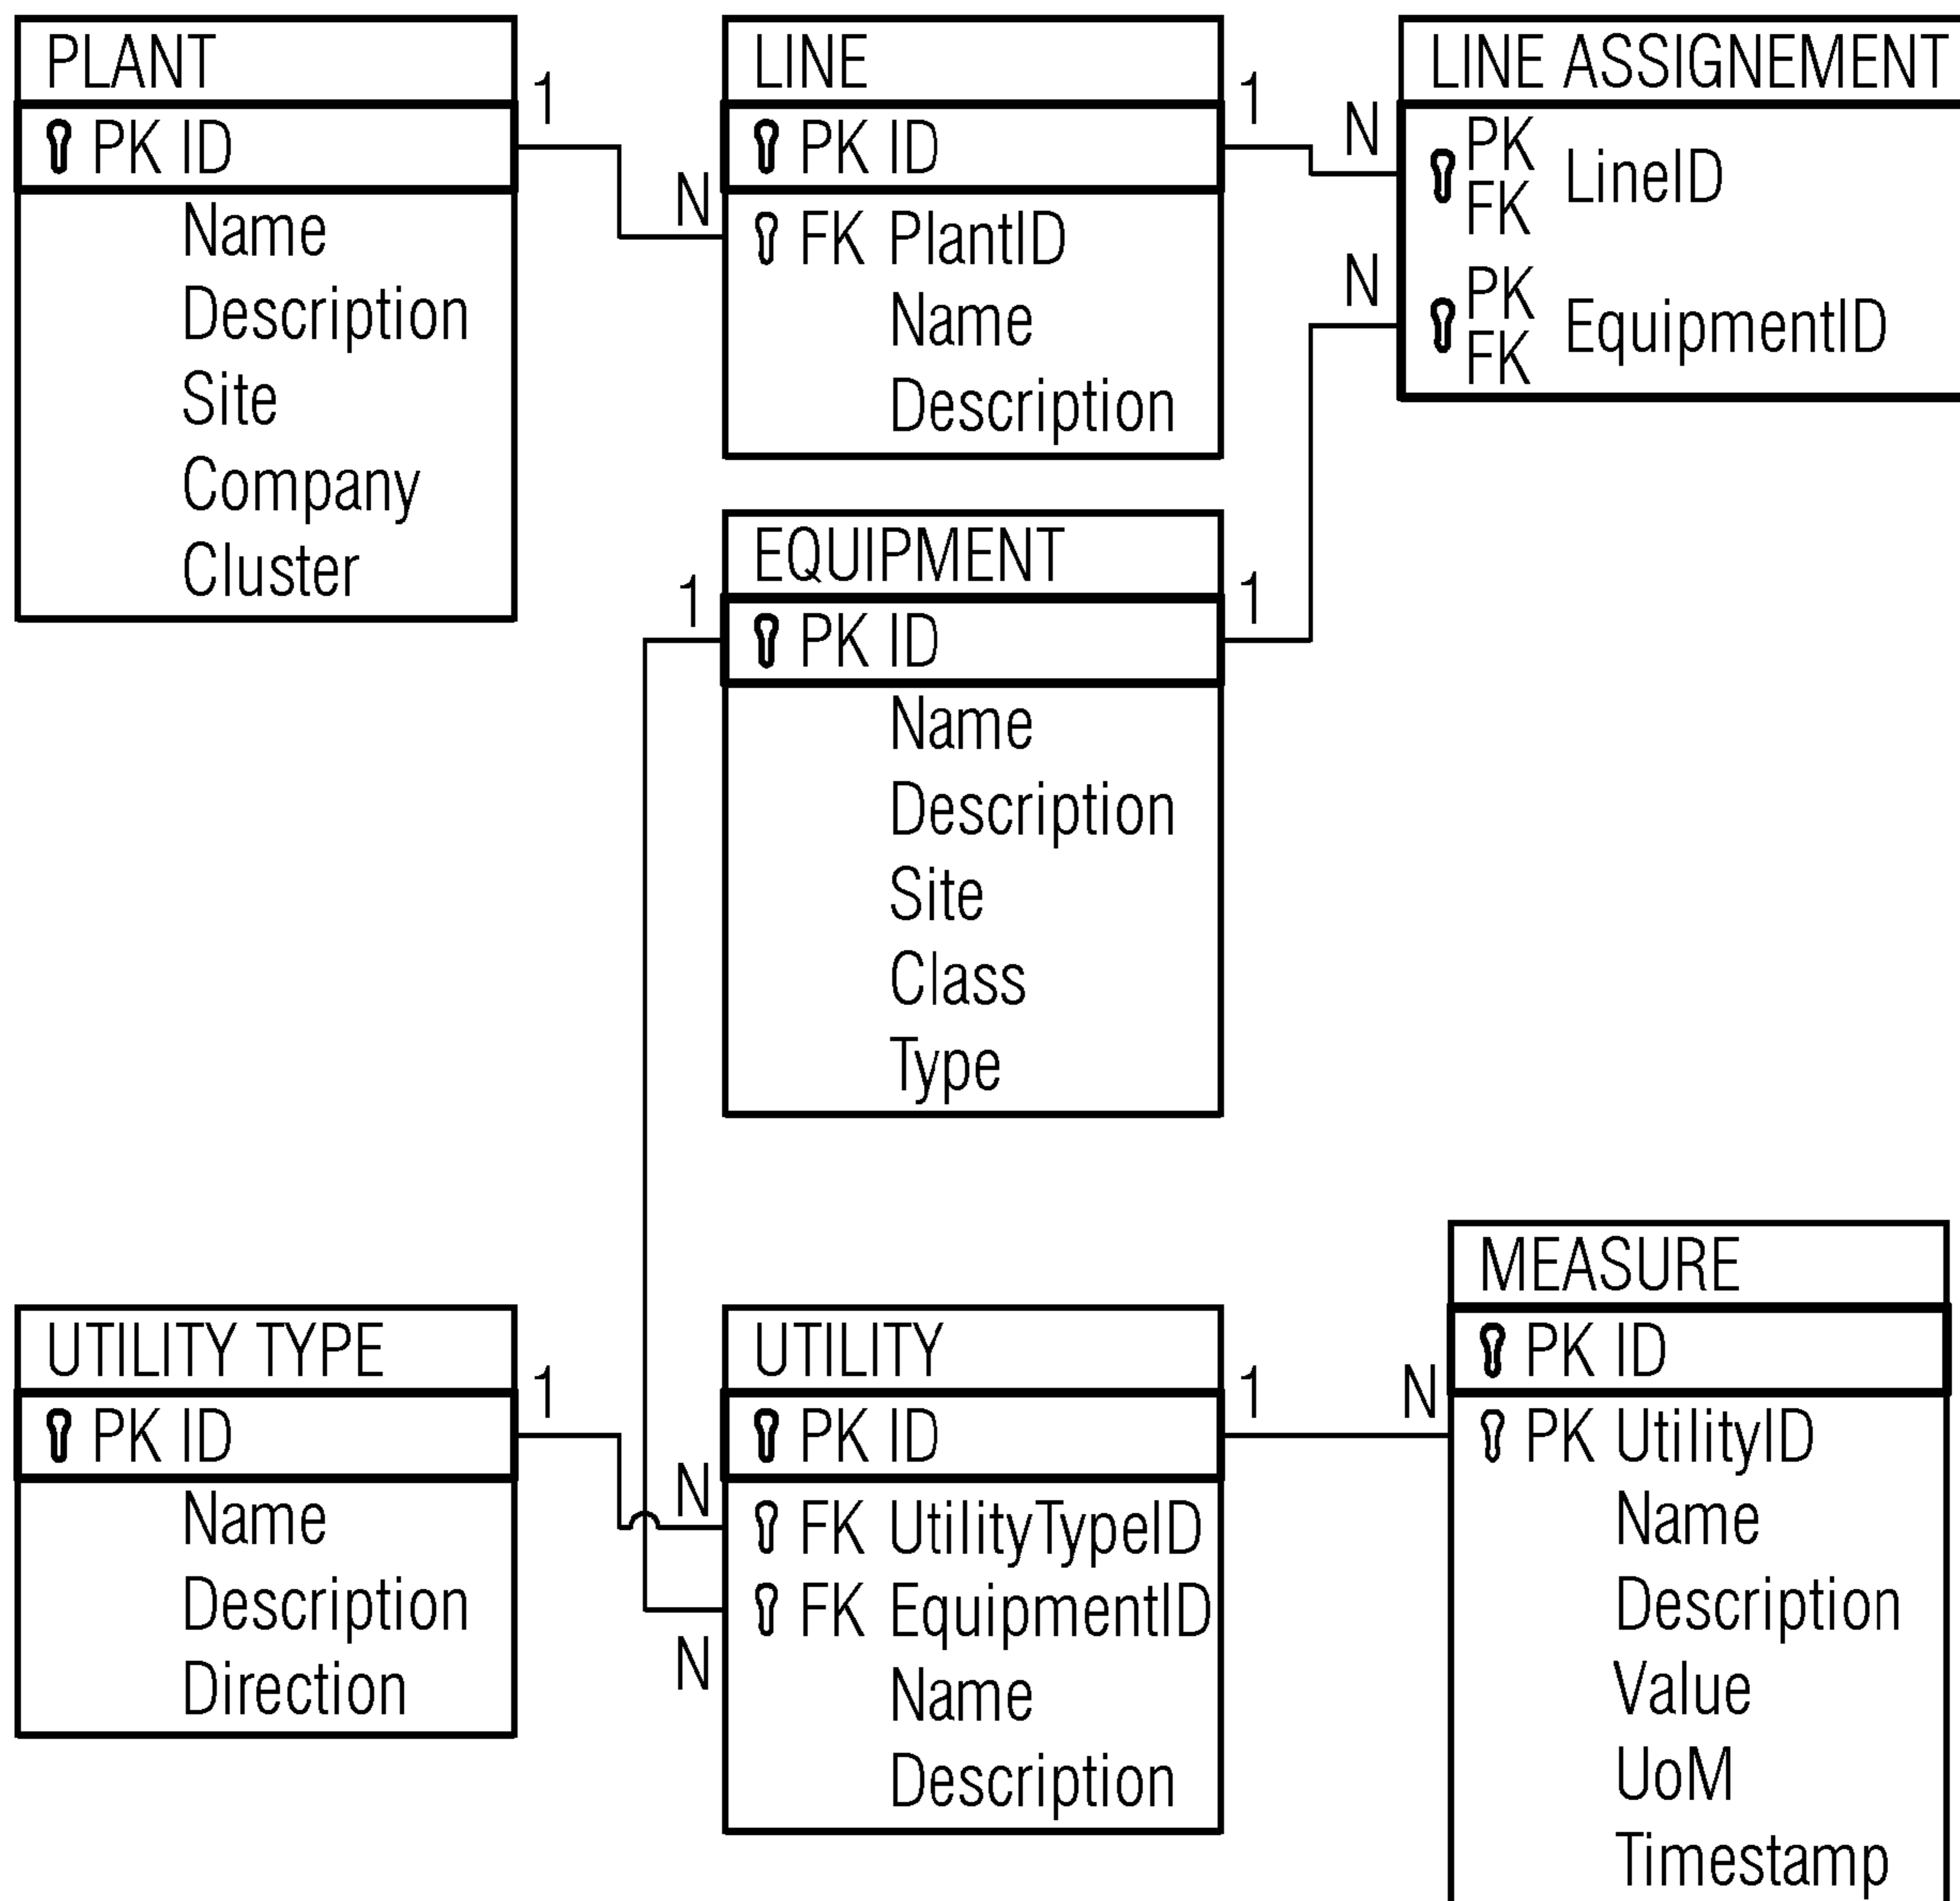 PLANT
PK ID
Name
Description
Site
Company
Cluster
1
N
LINE
PK ID
FK PlantID
Name
Description
1
N
LINE ASSIGNEMENT
PK
FK
LineID
N
PK
FK
EquipmentID
1
EQUIPMENT
PK ID
Name
Description
Site
Class
Type
1
UTILITY TYPE
PK ID
Name
Description
Direction
1
N
N
UTILITY
PK ID
FK UtilityTypeID
FK EquipmentID
Name
Description
1
N
MEASURE
PK ID
PK UtilityID
Name
Description
Value
UoM
Timestamp